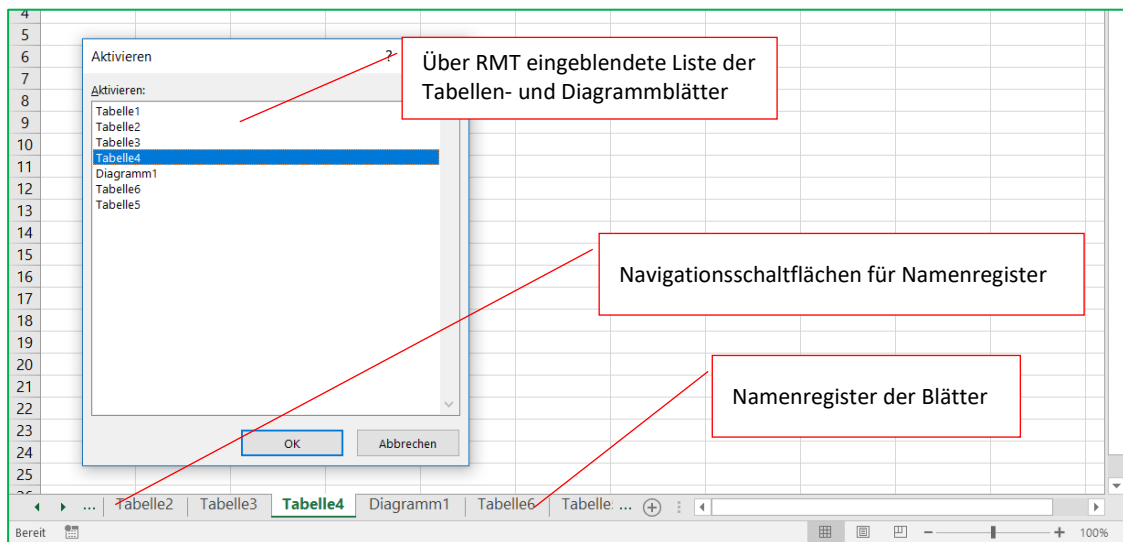 4
5
6
7
8
9
10
11
12
13
14
15
16
17
18
19
20
21
22
23
24
25
26
Aktivieren ?
Aktivieren:
Tabelle1
Tabelle2
Tabelle3
Tabelle4
Diagramm1
Tabelle6
Tabelle5
OK Abbrechen
Über RMT eingeblendete Liste der
Tabellen- und Diagrammblätter
Navigationsschaltflächen für Namenregister
Namenregister der Blätter
... Tabelle2 Tabelle3 Tabelle4 Diagramm1 Tabelle6 Tabelle ...
Bereit 100%